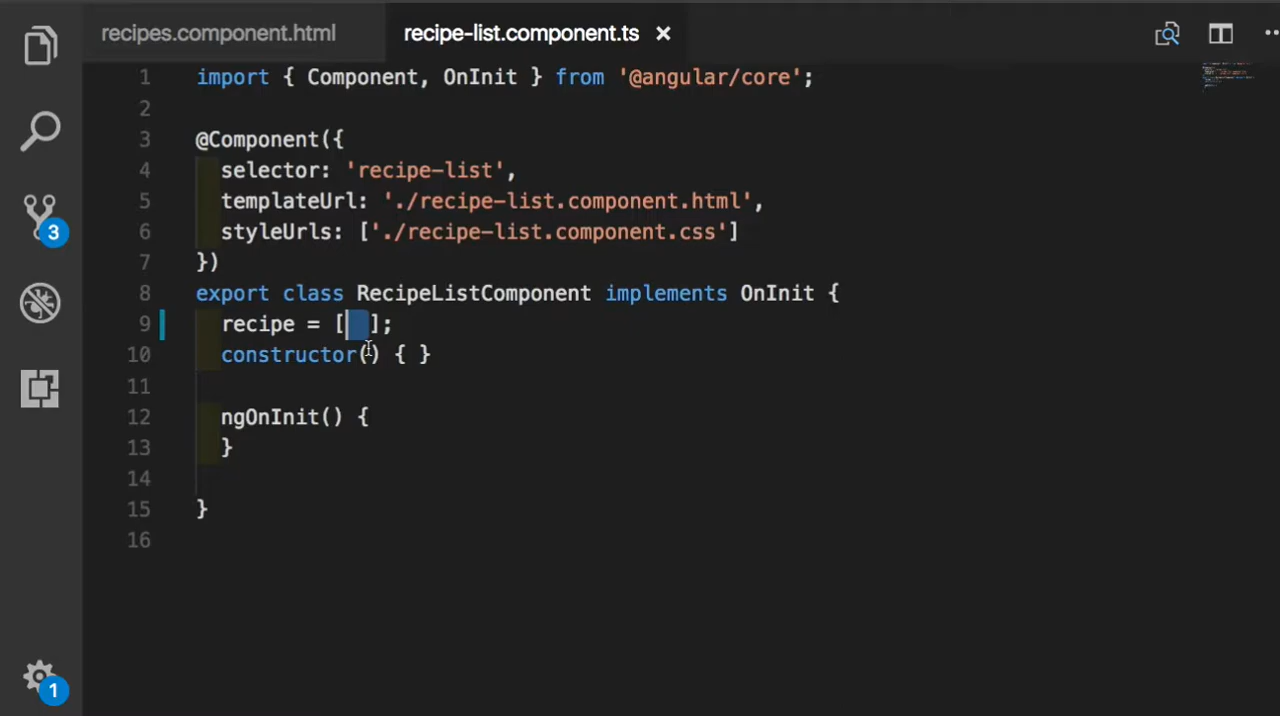 recipes.component.html
recipe-list.component.ts
1 import { Component, OnInit } from '@angular/core';
2
3 @Component({
4 selector: 'recipe-list',
5 templateUrl: './recipe-list.component.html',
6 styleUrls: ['./recipe-list.component.css']
7 })
8 export class RecipeListComponent implements OnInit {
9 recipe = [  ];
10 constructor() { }
11
12 ngOnInit() {
13 }
14
15 }
16
3
1